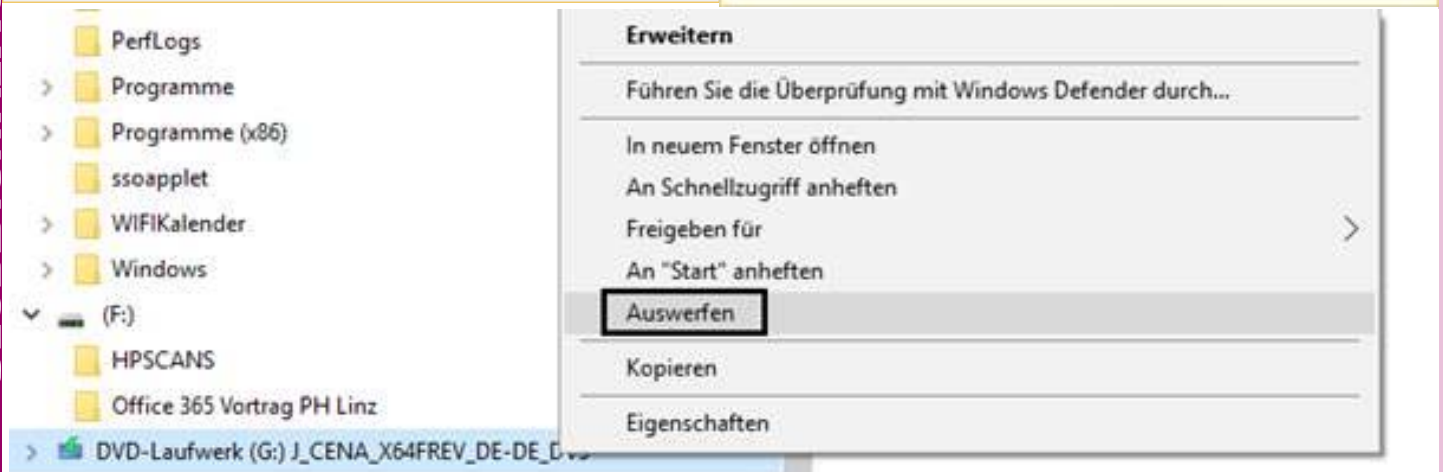 PerfLogs
Programme
Programme (x86)
ssoapplet
WIFIKalender
Windows
(F:)
HPSCANS
Office 365 Vortrag PH Linz
DVD-Laufwerk (G:) J_CENA_X64FREV_DE-DE_DV5
Erweitern
Führen Sie die Überprüfung mit Windows Defender durch...
In neuem Fenster öffnen
An Schnellzugriff anheften
Freigeben für
An "Start" anheften
Auswerfen
Kopieren
Eigenschaften